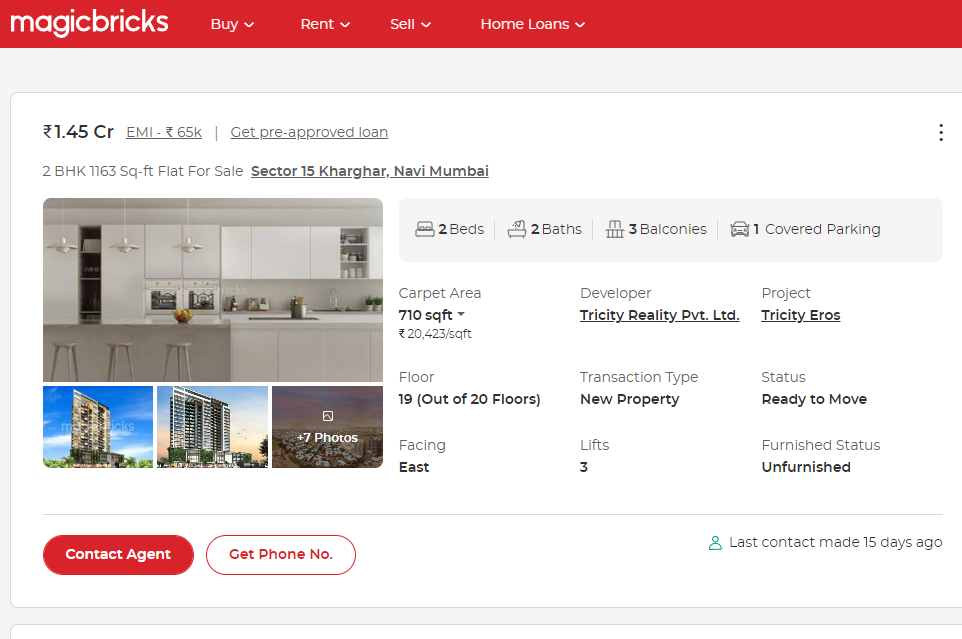 magicbricks Buy Rent Sell Home Loans
₹1.45 Cr EMI - ₹ 65k | Get pre-approved loan
2 BHK 1163 Sq-ft Flat For Sale Sector 15 Kharghar, Navi Mumbai
2 Beds 2 Baths 3 Balconies 1 Covered Parking
Carpet Area Developer Project
710 sqft Tricity Reality Pvt. Ltd. Tricity Eros
₹ 20,423/sqft
Floor Transaction Type Status
19 (Out of 20 Floors) New Property Ready to Move
+7 Photos
Facing Lifts Furnished Status
East 3 Unfurnished
Contact Agent Get Phone No. Last contact made 15 days ago